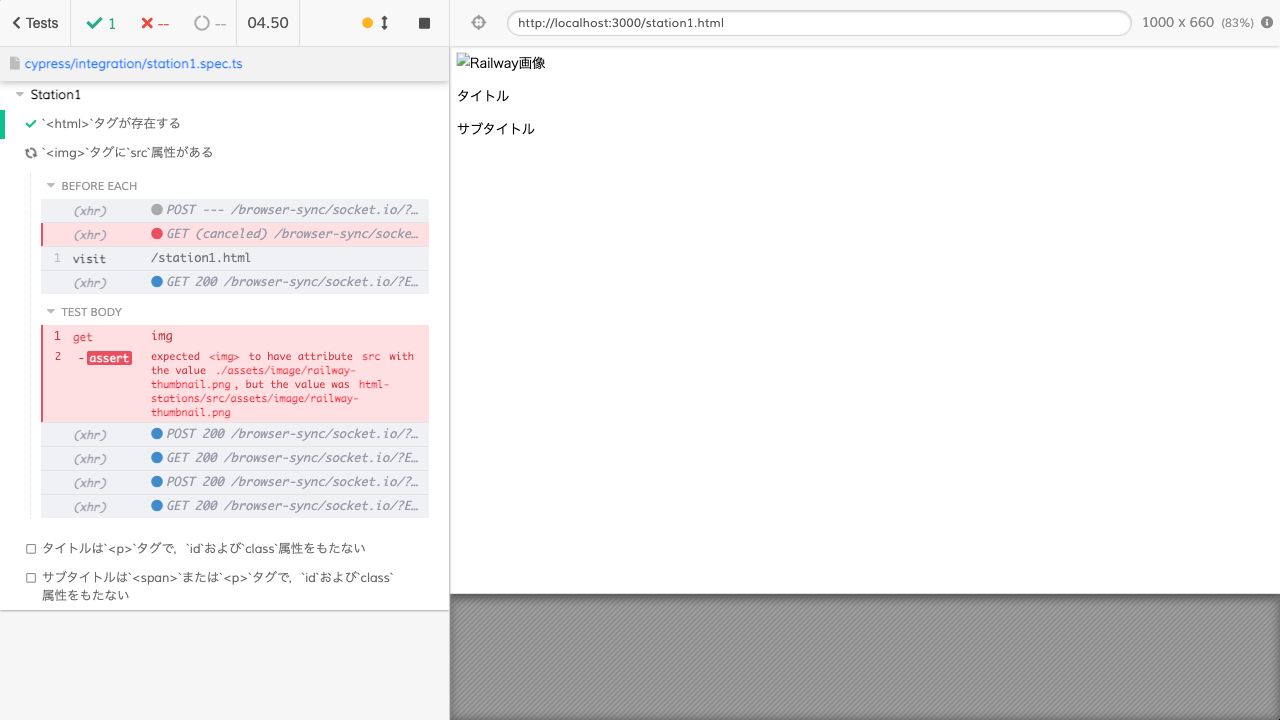 Tests 1 -- -- 04.50 http://localhost:3000/station1.html 1000 x 660 (83%)
cypress/integration/station1.spec.ts
Station1
`<html>`タグが存在する
`<img>`タグに`src`属性がある
BEFORE EACH
(xhr) POST --- /browser-sync/socket.io/?…
(xhr) GET (canceled) /browser-sync/socke…
1 visit /station1.html
(xhr) GET 200 /browser-sync/socket.io/?E…
TEST BODY
1 get img
2 -assert expected <img> to have attribute src with
the value ./assets/image/railway-
thumbnail.png, but the value was html-
stations/src/assets/image/railway-
thumbnail.png
(xhr) POST 200 /browser-sync/socket.io/?…
(xhr) GET 200 /browser-sync/socket.io/?E…
(xhr) POST 200 /browser-sync/socket.io/?…
(xhr) GET 200 /browser-sync/socket.io/?E…
タイトルは`<p>`タグで，`id`および`class`属性をもたない
サブタイトルは`<span>`または`<p>`タグで，`id`および`class`
属性をもたない
Railway画像
タイトル
サブタイトル